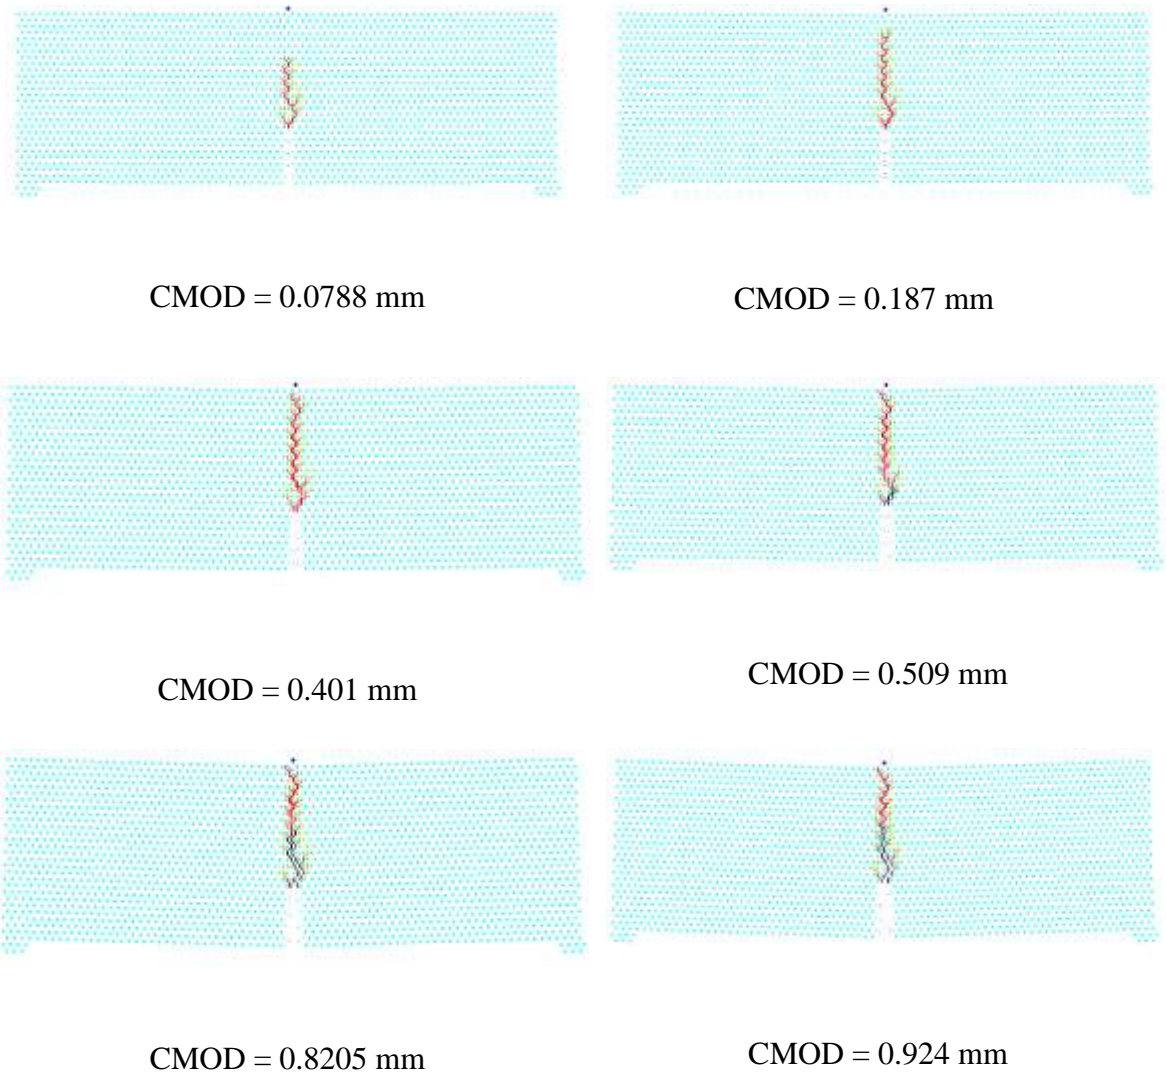 CMOD = 0.0788 mm
CMOD = 0.187 mm
CMOD = 0.401 mm
CMOD = 0.509 mm
CMOD = 0.8205 mm
CMOD = 0.924 mm